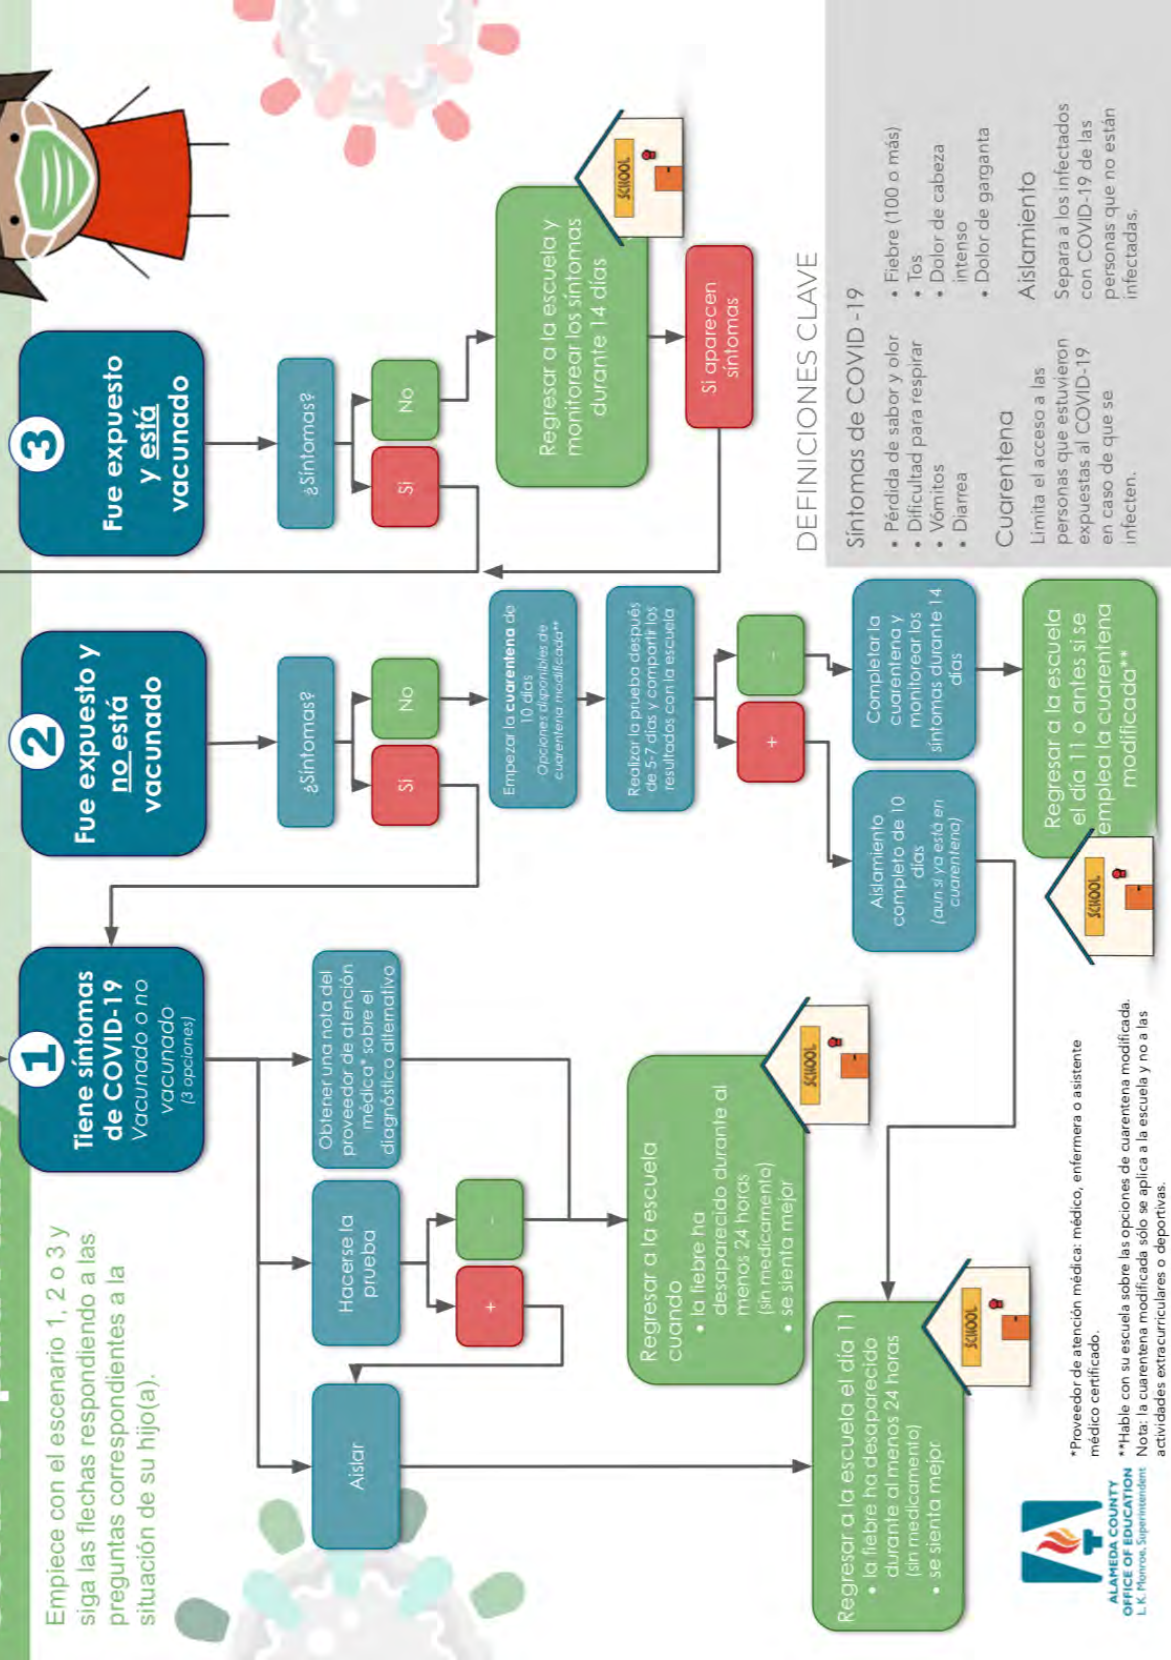 Empiece con el escenario 1, 2 o 3 y
siga las flechas respondiendo a las
preguntas correspondientes a la
situación de su hijo(a).
1
Tiene síntomas
de COVID-19
Vacunado o no
vacunado
(3 opciones)
Aislar
Hacerse la
prueba
Obtener una nota del
proveedor de atención
médica* sobre el
diagnóstico alternativo
+
-
Regresar a la escuela
cuando
• la fiebre ha
desaparecido durante al
menos 24 horas
(sin medicamento)
• se sienta mejor
SCHOOL
Regresar a la escuela el día 11
• la fiebre ha desaparecido
durante al menos 24 horas
(sin medicamento)
• se sienta mejor
SCHOOL
2
Fue expuesto y
no está
vacunado
¿Síntomas?
Sí
No
Empezar la cuarentena de
10 días
Opciones disponibles de
cuarentena modificada**
Realizar la prueba después
de 5-7 días y compartir los
resultados con la escuela
+
-
Aislamiento
completo de 10
días
(aun si ya está en
cuarentena)
Completar la
cuarentena y
monitorear los
síntomas durante 14
días
Regresar a la escuela
el día 11 o antes si se
emplea la cuarentena
modificada**
SCHOOL
3
Fue expuesto
y está
vacunado
¿Síntomas?
Sí
No
Regresar a la escuela y
monitorear los síntomas
durante 14 días
SCHOOL
Si aparecen
síntomas
DEFINICIONES CLAVE
Síntomas de COVID -19
• Pérdida de sabor y olor
• Dificultad para respirar
• Vómitos
• Diarrea
• Fiebre (100 o más)
• Tos
• Dolor de cabeza
intenso
• Dolor de garganta
Cuarentena
Limita el acceso a las
personas que estuvieron
expuestas al COVID-19
en caso de que se
infecten.
Aislamiento
Separa a los infectados
con COVID-19 de las
personas que no están
infectadas.
ALAMEDA COUNTY
OFFICE OF EDUCATION
L. K. Monroe, Superintendent
*Proveedor de atención médica: médico, enfermera o asistente
médico certificado.
**Hable con su escuela sobre las opciones de cuarentena modificada.
Nota: la cuarentena modificada sólo se aplica a la escuela y no a las
actividades extracurriculares o deportivas.